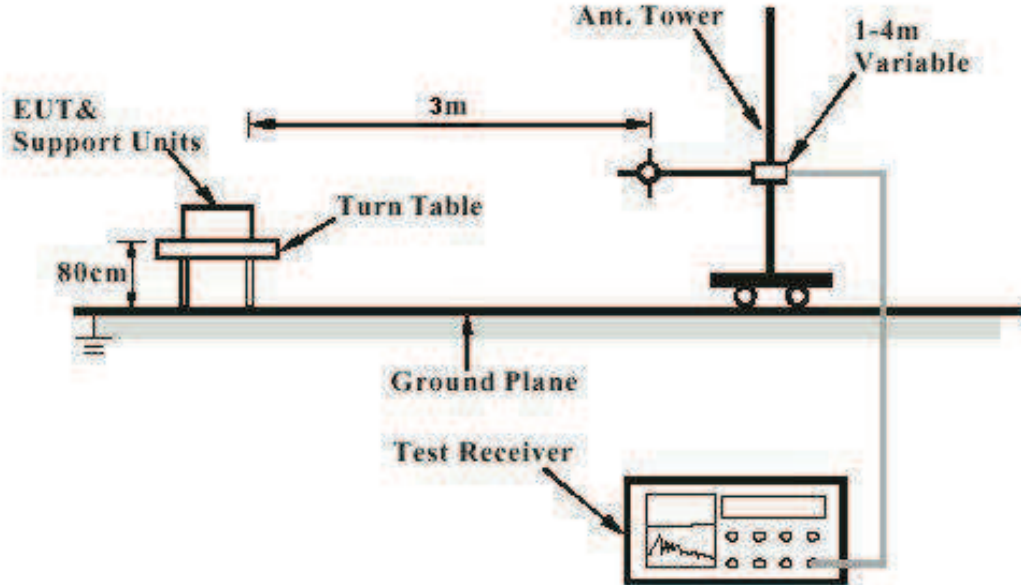 Ant. Tower
1-4m
Variable
3m
EUT&
Support Units
Turn Table
80cm
Ground Plane
Test Receiver